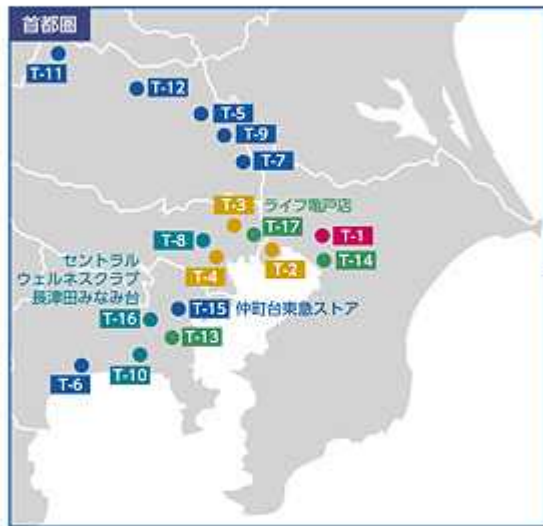 首都圏
T-11
T-12
T-5
T-9
T-7
T-3
ライフ亀戸店
T-17
T-8
T-1
T-4
T-2
T-14
セントラル
ウェルネスクラブ
長津田みなみ台
T-15 仲町台東急ストア
T-16
T-13
T-10
T-6